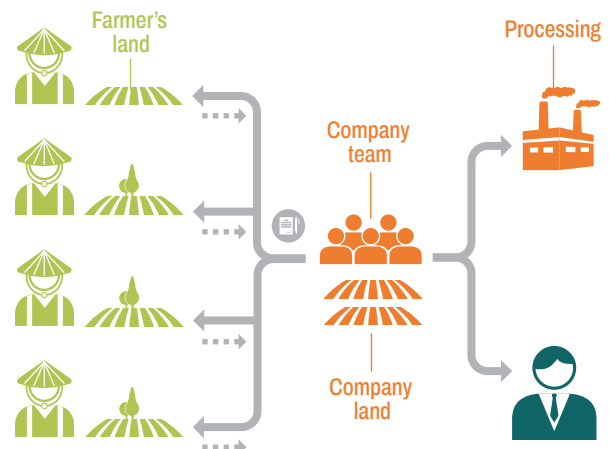 Farmer's
land
Processing
Company
team
Company
land